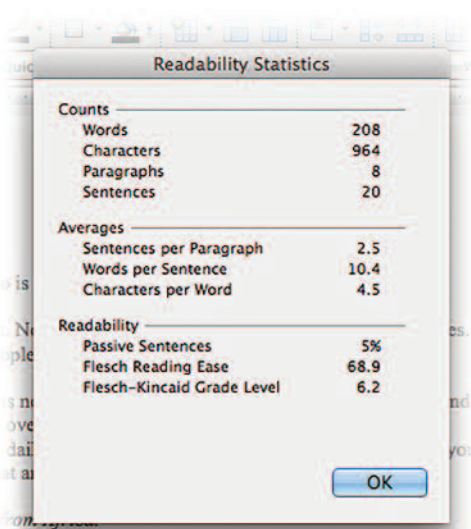 Readability Statistics
Counts
Words 208
Characters 964
Paragraphs 8
Sentences 20
Averages
Sentences per Paragraph 2.5
Words per Sentence 10.4
Characters per Word 4.5
Readability
Passive Sentences 5%
Flesch Reading Ease 68.9
Flesch-Kincaid Grade Level 6.2
OK
from Africa.